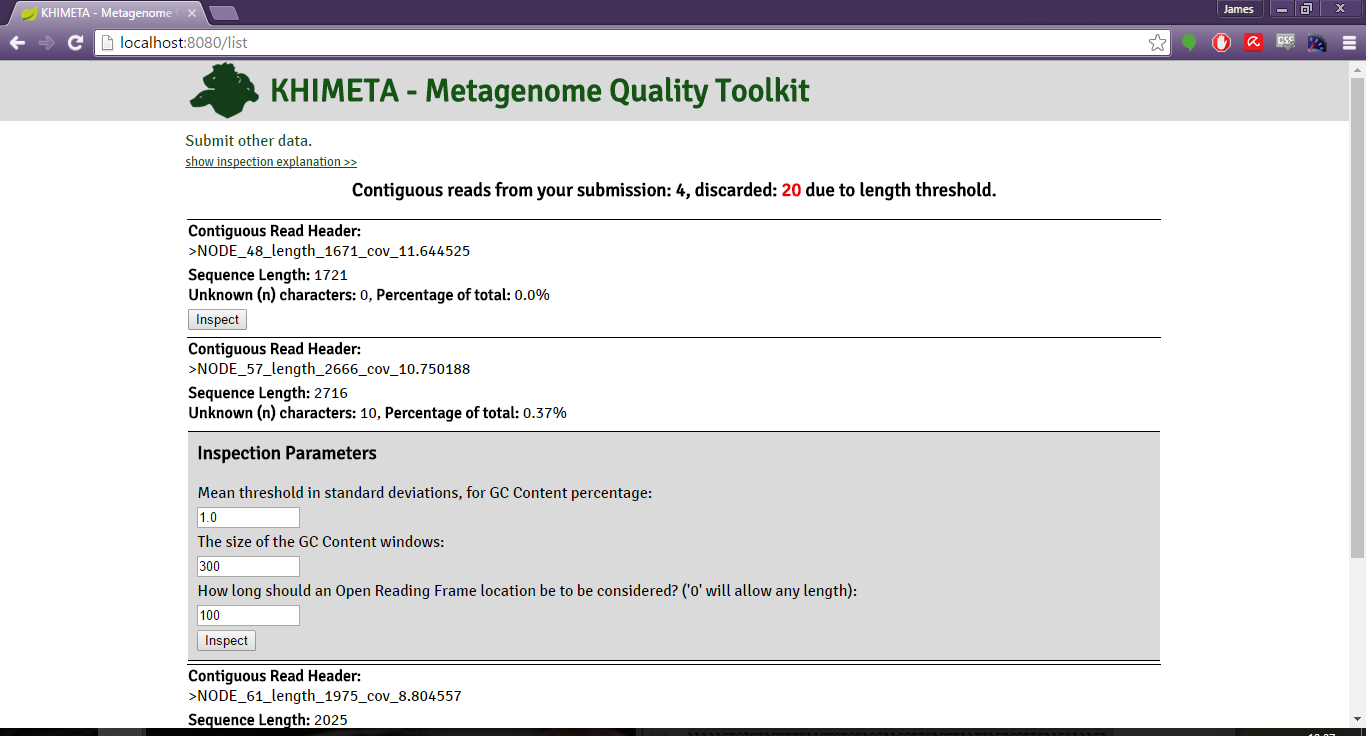 KHIMETA - Metagenome
James
localhost:8080/list
CSS
KHIMETA - Metagenome Quality Toolkit
Submit other data.
show inspection explanation >>
Contiguous reads from your submission: 4, discarded: 20 due to length threshold.
Contiguous Read Header:
>NODE_48_length_1671_cov_11.644525
Sequence Length: 1721
Unknown (n) characters: 0, Percentage of total: 0.0%
Inspect
Contiguous Read Header:
>NODE_57_length_2666_cov_10.750188
Sequence Length: 2716
Unknown (n) characters: 10, Percentage of total: 0.37%
Inspection Parameters
Mean threshold in standard deviations, for GC Content percentage:
1.0
The size of the GC Content windows:
300
How long should an Open Reading Frame location be to be considered? ('0' will allow any length):
100
Inspect
Contiguous Read Header:
>NODE_61_length_1975_cov_8.804557
Sequence Length: 2025